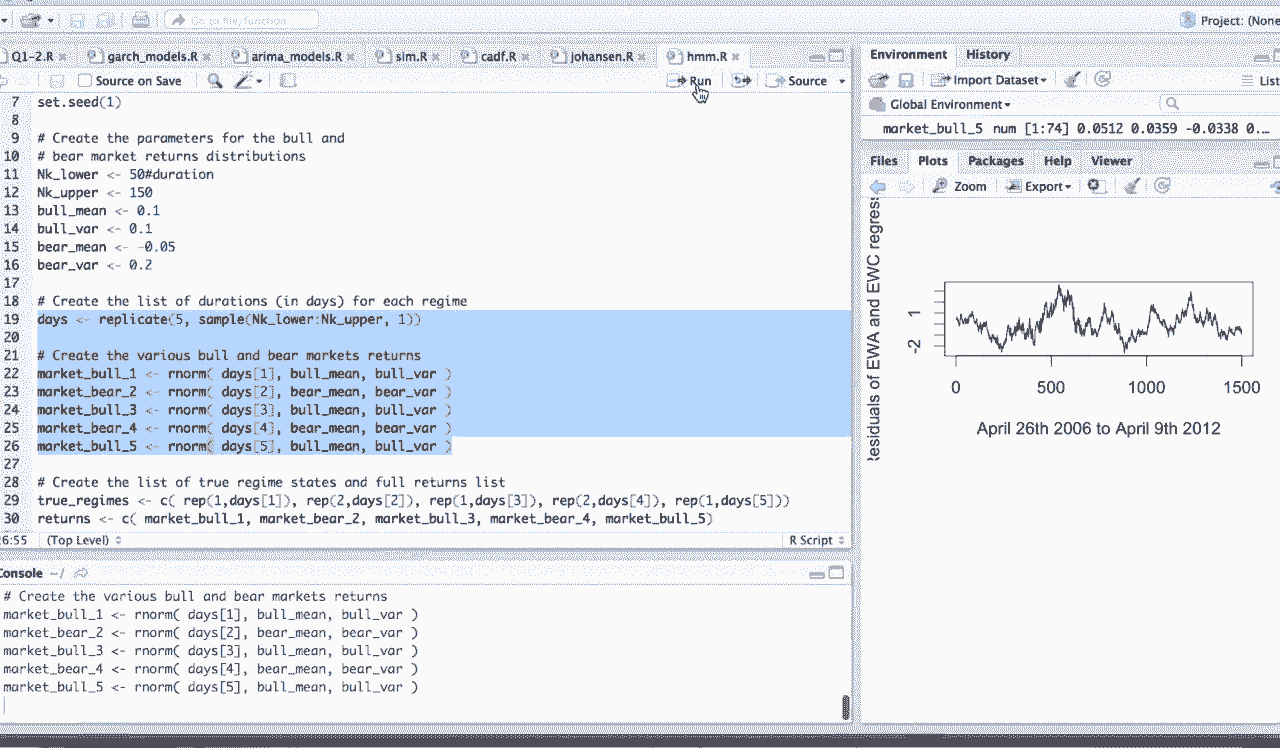 Go to file/function
Project: (None
Q1-2.R garch_models.R arima_models.R sim.R cadf.R johansen.R hmm.R
Source on Save Run Source
7 set.seed(1)
8
9 # Create the parameters for the bull and
10 # bear market returns distributions
11 Nk_lower <- 50#duration
12 Nk_upper <- 150
13 bull_mean <- 0.1
14 bull_var <- 0.1
15 bear_mean <- -0.05
16 bear_var <- 0.2
17
18 # Create the list of durations (in days) for each regime
19 days <- replicate(5, sample(Nk_lower:Nk_upper, 1))
20
21 # Create the various bull and bear markets returns
22 market_bull_1 <- rnorm( days[1], bull_mean, bull_var )
23 market_bear_2 <- rnorm( days[2], bear_mean, bear_var )
24 market_bull_3 <- rnorm( days[3], bull_mean, bull_var )
25 market_bear_4 <- rnorm( days[4], bear_mean, bear_var )
26 market_bull_5 <- rnorm( days[5], bull_mean, bull_var )
27
28 # Create the list of true regime states and full returns list
29 true_regimes <- c( rep(1,days[1]), rep(2,days[2]), rep(1,days[3]), rep(2,days[4]), rep(1,days[5]))
30 returns <- c( market_bull_1, market_bear_2, market_bull_3, market_bear_4, market_bull_5)
26:55 (Top Level) R Script
Console ~/
# Create the various bull and bear markets returns
market_bull_1 <- rnorm( days[1], bull_mean, bull_var )
market_bear_2 <- rnorm( days[2], bear_mean, bear_var )
market_bull_3 <- rnorm( days[3], bull_mean, bull_var )
market_bear_4 <- rnorm( days[4], bear_mean, bear_var )
market_bull_5 <- rnorm( days[5], bull_mean, bull_var )
Environment History
Import Dataset List
Global Environment
market_bull_5 num [1:74] 0.0512 0.0359 -0.0338 0...
Files Plots Packages Help Viewer
Zoom Export
esiduals of EWA and EWC regress
1
-2
0 500 1000 1500
April 26th 2006 to April 9th 2012